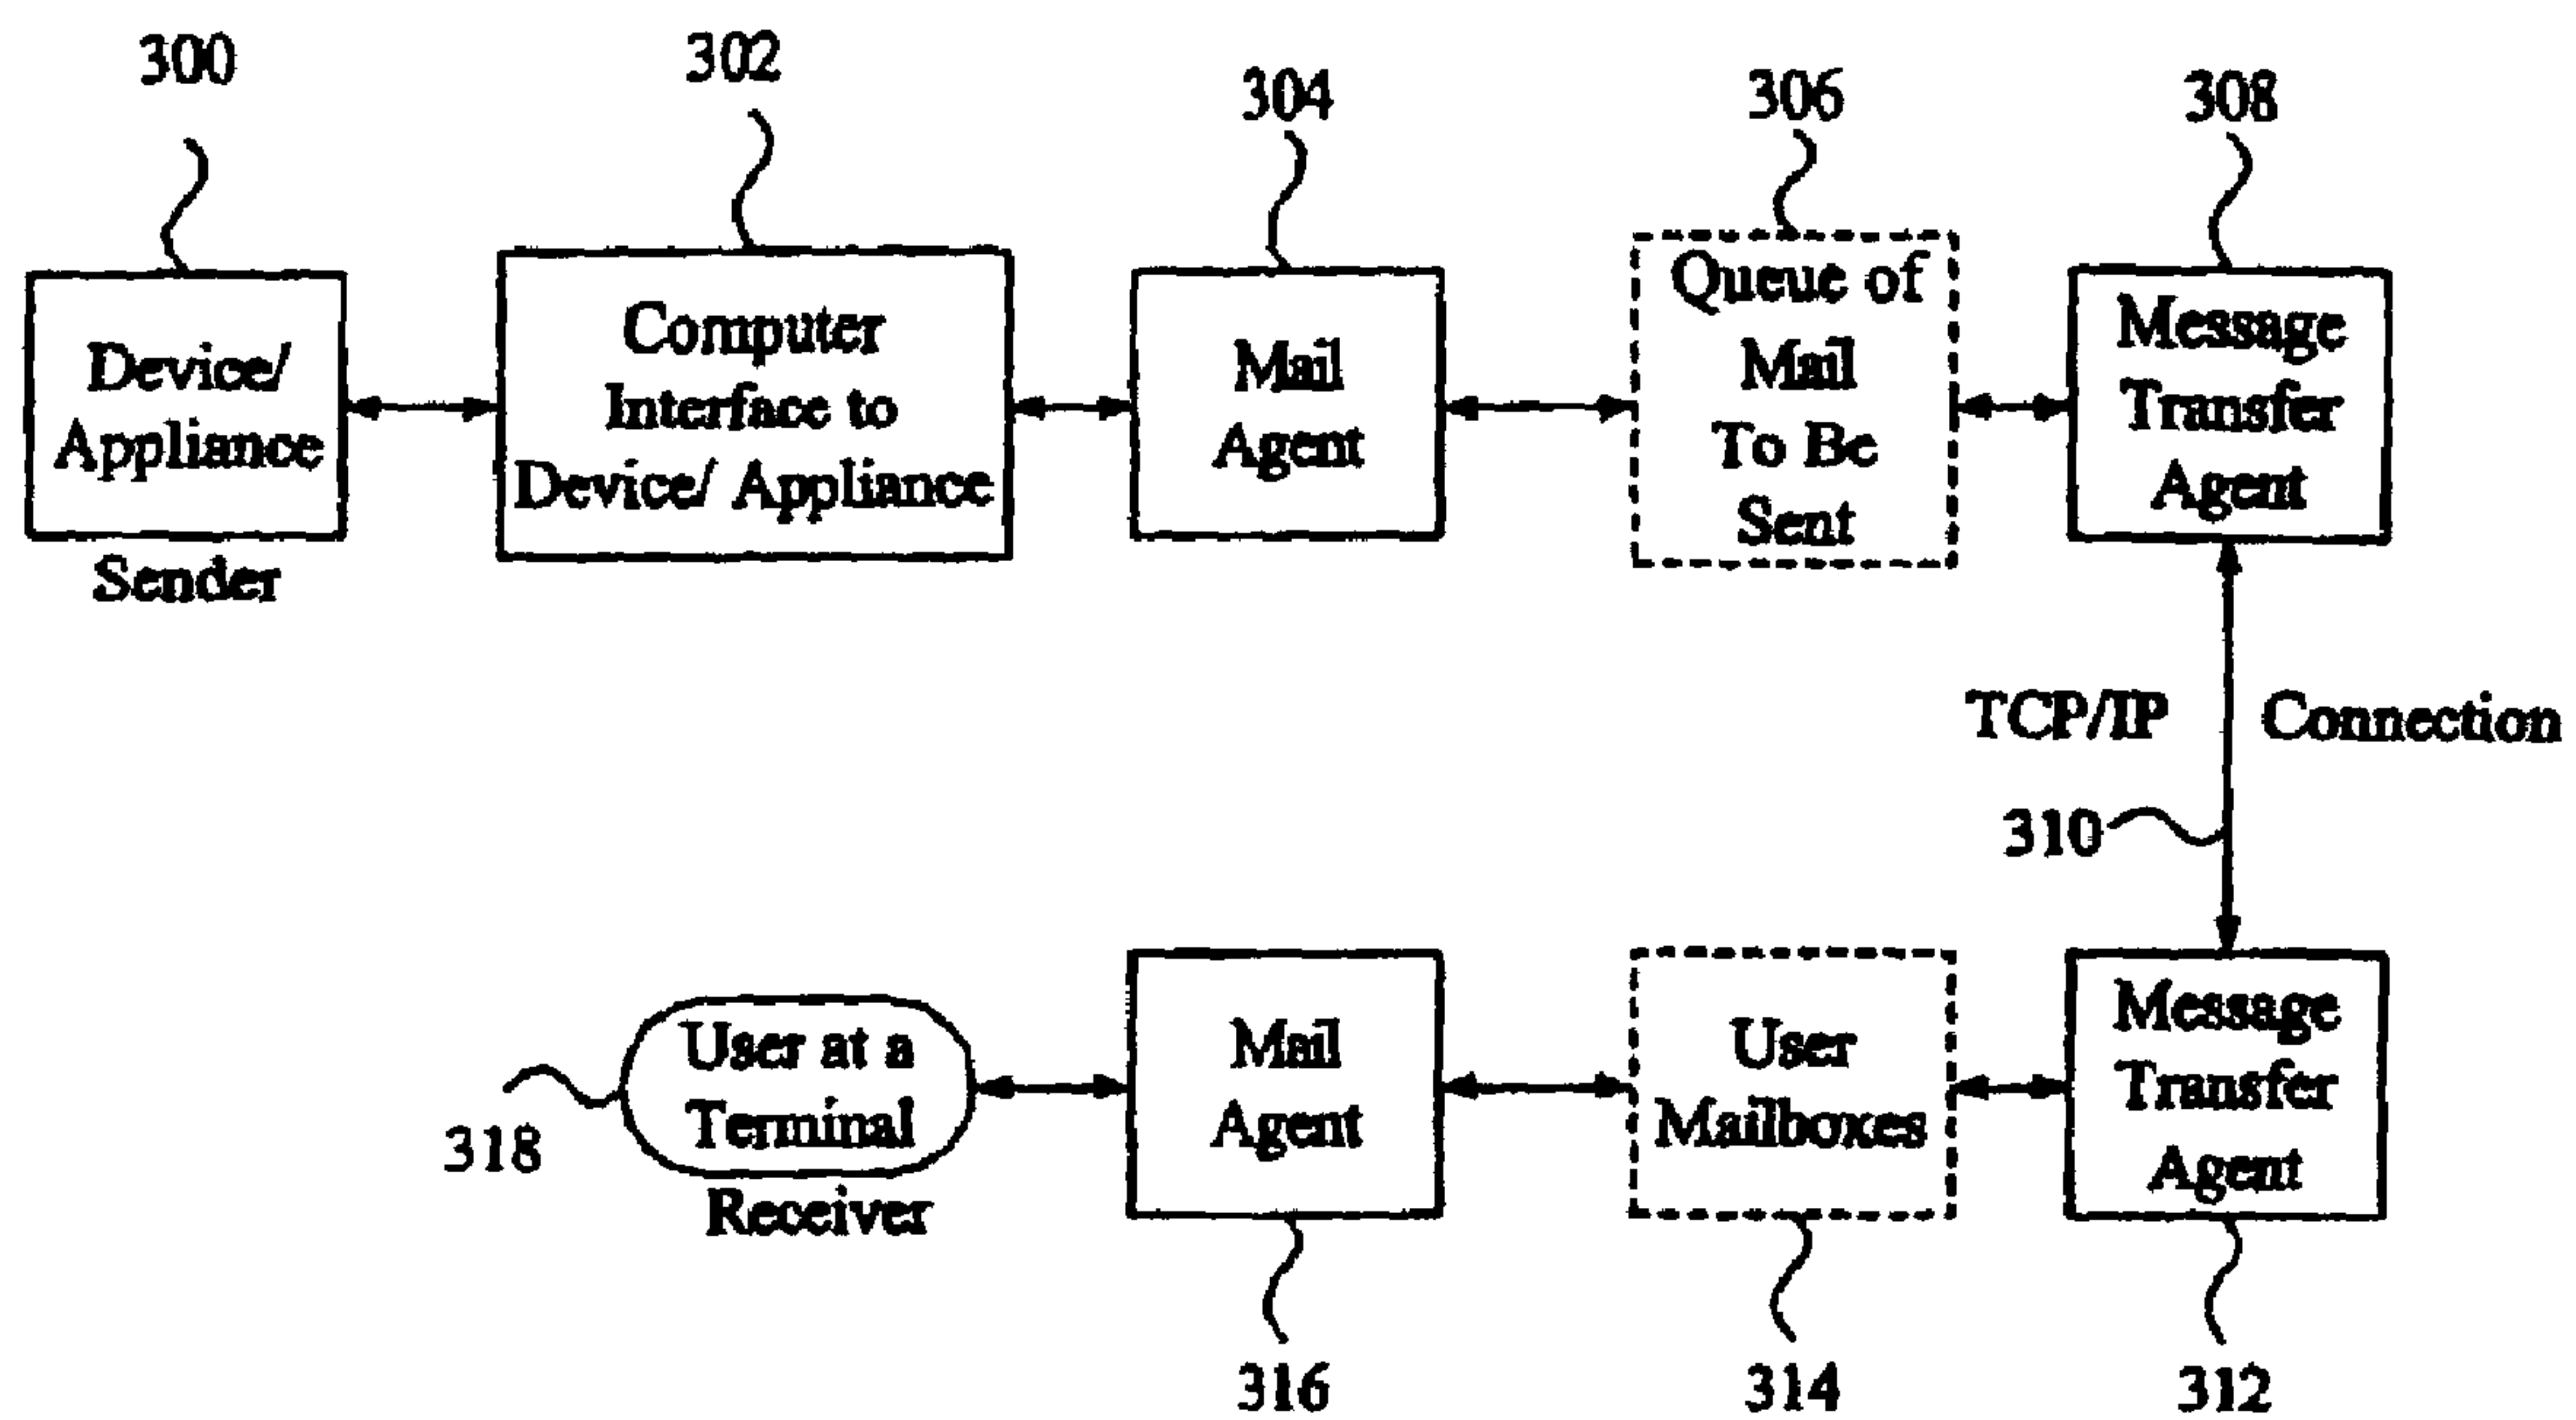 300
302
304
306
308
Device/
Appliance
Sender
Computer
Interface to
Device/ Appliance
Mail
Agent
Queue of
Mail
To Be
Sent
Message
Transfer
Agent
TCP/IP Connection
310
318
User at a
Terminal
Receiver
Mail
Agent
User
Mailboxes
Message
Transfer
Agent
316
314
312